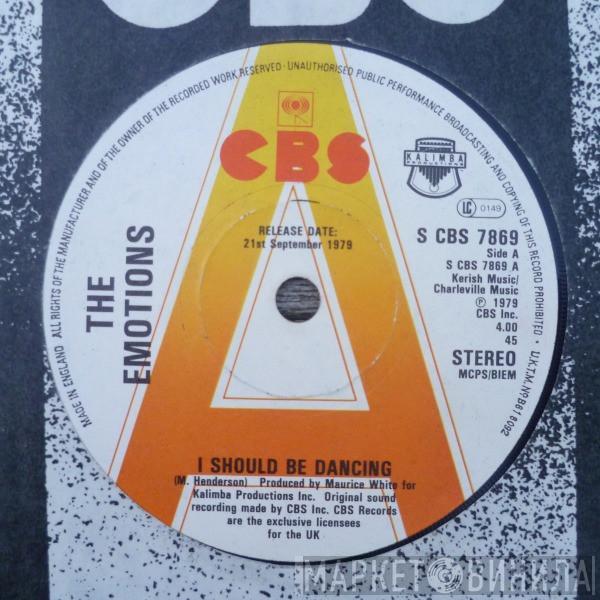 CBS
ALL RIGHTS OF THE MANUFACTURER AND OF THE OWNER OF THE RECORDED WORK RESERVED · UNAUTHORISED PUBLIC PERFORMANCE BROADCASTING AND COPYING OF THIS RECORD PROHIBITED · U.K.T.M. Nº B618092
MADE IN ENGLAND
CBS
KALIMBA
PRODUCTIONS
LC 0149
RELEASE DATE:
21st September 1979
S CBS 7869
Side A
S CBS 7869 A
Kerish Music/
Charleville Music
℗ 1979
CBS Inc.
4.00
45
STEREO
MCPS/BIEM
THE
EMOTIONS
A
I SHOULD BE DANCING
(M. Henderson) Produced by Maurice White for
Kalimba Productions Inc. Original sound
recording made by CBS Inc. CBS Records
are the exclusive licensees
for the UK
МАРКЕТ ВИНИЛА